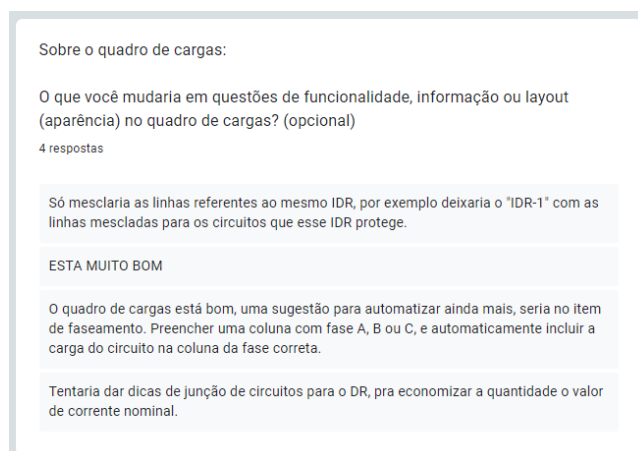 Sobre o quadro de cargas:
O que você mudaria em questões de funcionalidade, informação ou layout
(aparência) no quadro de cargas? (opcional)
4 respostas
Só mesclaria as linhas referentes ao mesmo IDR, por exemplo deixaria o "IDR-1" com as
linhas mescladas para os circuitos que esse IDR protege.
ESTA MUITO BOM
O quadro de cargas está bom, uma sugestão para automatizar ainda mais, seria no item
de faseamento. Preencher uma coluna com fase A, B ou C, e automaticamente incluir a
carga do circuito na coluna da fase correta.
Tentaria dar dicas de junção de circuitos para o DR, pra economizar a quantidade o valor
de corrente nominal.